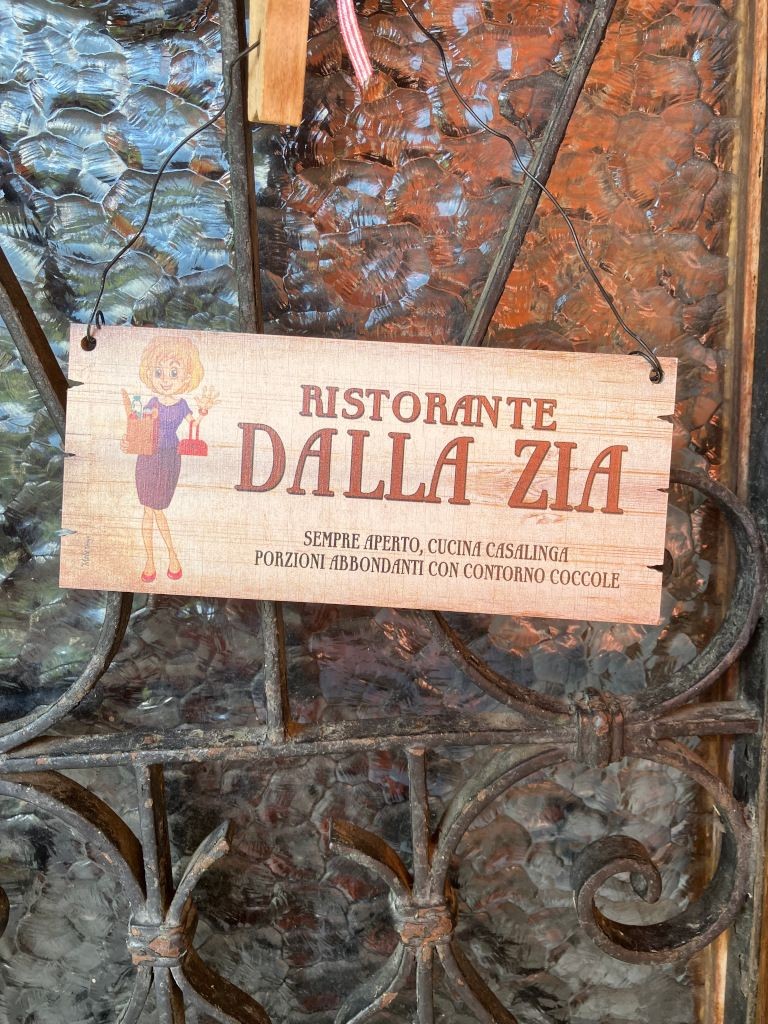 RISTORANTE
DALLA ZIA
SEMPRE APERTO, CUCINA CASALINGA
PORZIONI ABBONDANTI CON CONTORNO COCCOLE